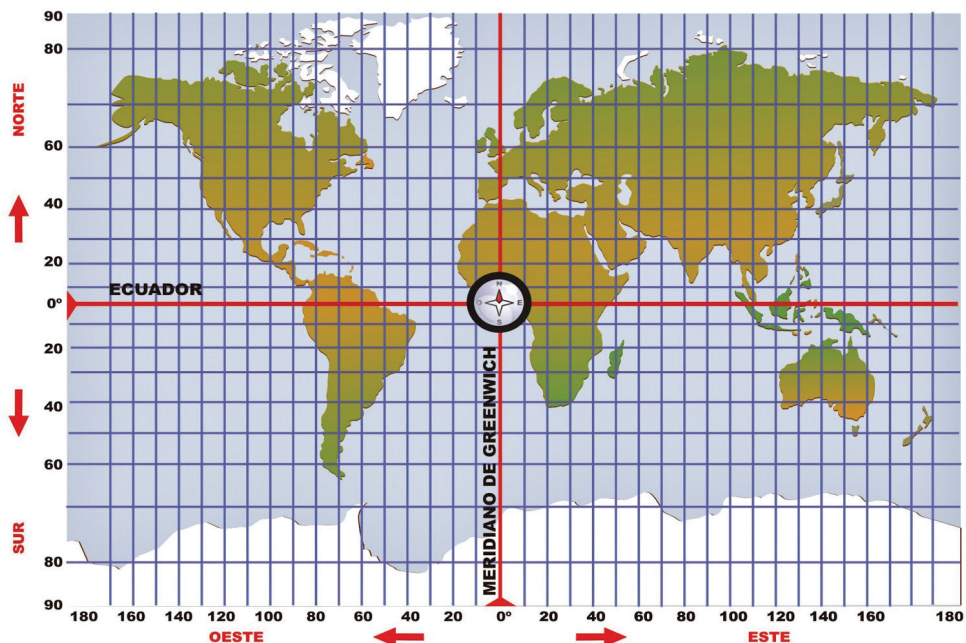 90
80
NORTE
60
40
20
ECUADOR
0º
20
40
60
SUR
80
90
N
O
E
S
MERIDIANO DE GREENWICH
180 160 140 120 100 80 60 40 20 0º 20 40 60 80 100 120 140 160 180
OESTE
ESTE